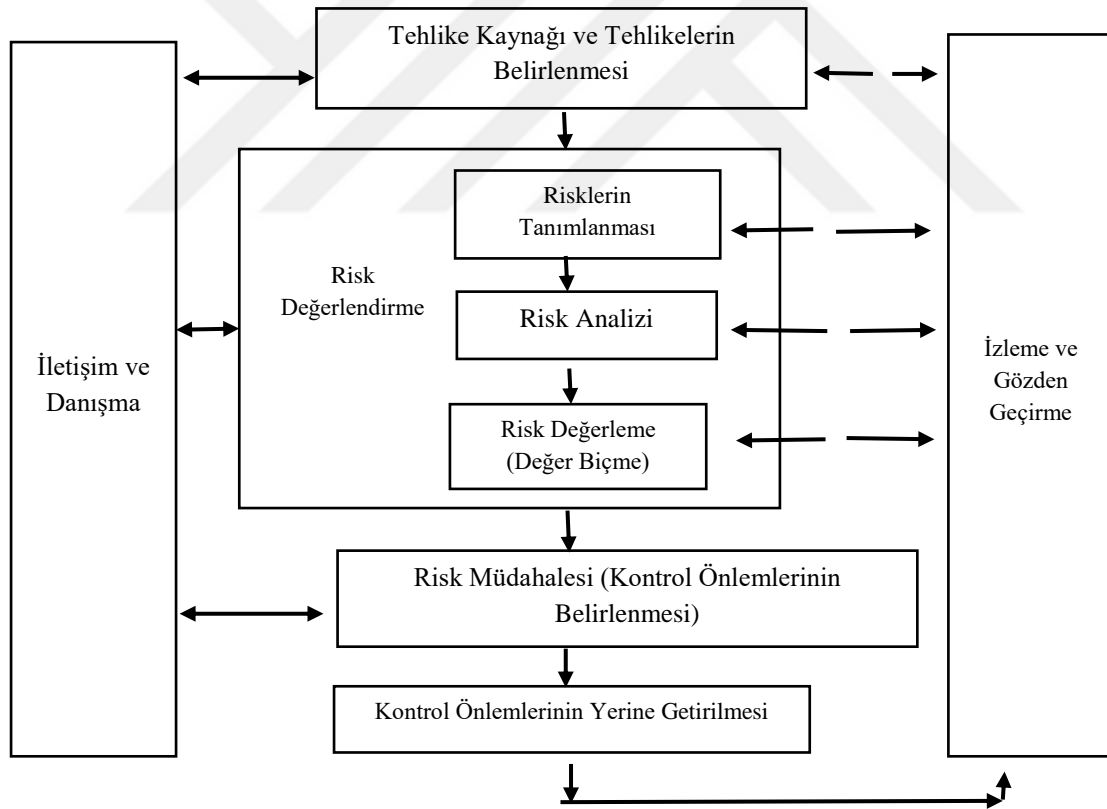 Tehlike Kaynağı ve Tehlikelerin
Belirlenmesi
Risklerin
Tanımlanması
Risk
Değerlendirme
Risk Analizi
İletişim ve
Danışma
İzleme ve
Gözden
Geçirme
Risk Değerleme
(Değer Biçme)
Risk Müdahalesi (Kontrol Önlemlerinin
Belirlenmesi)
Kontrol Önlemlerinin Yerine Getirilmesi